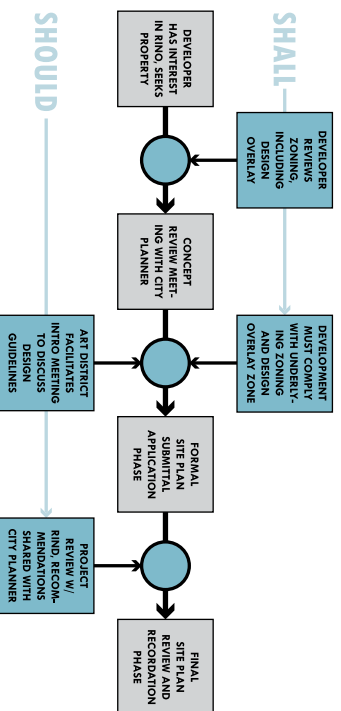 SHALL
DEVELOPER
REVIEWS
ZONING,
INCLUDING
DESIGN
OVERLAY
DEVELOPMENT
MUST COMPLY
WITH UNDERLY-
ING ZONING
AND DESIGN
OVERLAY ZONE
DEVELOPER
HAS INTEREST
IN RINO, SEEKS
PROPERTY
CONCEPT
REVIEW MEET-
ING WITH CITY
PLANNER
FORMAL
SITE PLAN
SUBMITTAL
APPLICATION
PHASE
FINAL
SITE PLAN
REVIEW AND
RECORDATION
PHASE
SHOULD
ART DISTRICT
FACILITATES
INTRO MEETING
TO DISCUSS
DESIGN
GUIDELINES
PROJECT
REVIEW W/
RIND, RECOM-
MENDATIONS
SHARED WITH
CITY PLANNER